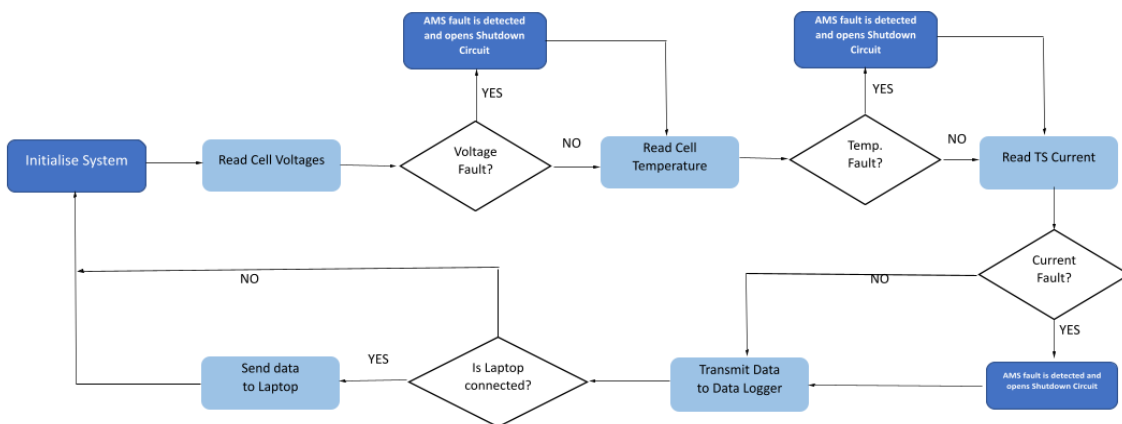 AMS fault is detected
and opens Shutdown
Circuit
AMS fault is detected
and opens Shutdown
Circuit
YES
YES
Initialise System
Read Cell Voltages
Voltage
Fault?
NO
Read Cell
Temperature
Temp.
Fault?
NO
Read TS Current
Current
Fault?
NO
NO
YES
Send data
to Laptop
YES
Is Laptop
connected?
Transmit Data
to Data Logger
AMS fault is detected and
opens Shutdown Circuit